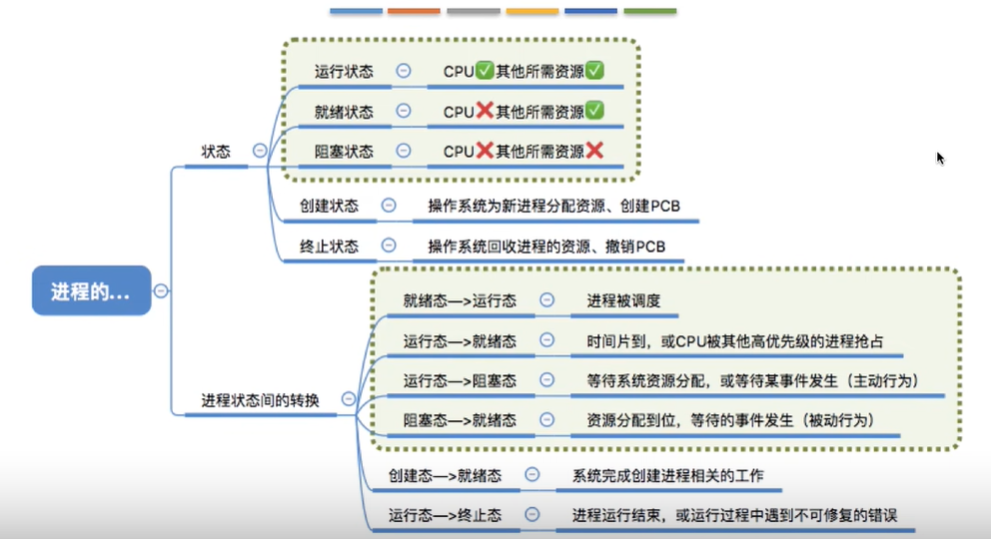 进程的...
状态
运行状态
CPU✅其他所需资源✅
就绪状态
CPU❌其他所需资源✅
阻塞状态
CPU❌其他所需资源❌
创建状态
操作系统为新进程分配资源、创建PCB
终止状态
操作系统回收进程的资源、撤销PCB
进程状态间的转换
就绪态—>运行态
进程被调度
运行态—>就绪态
时间片到，或CPU被其他高优先级的进程抢占
运行态—>阻塞态
等待系统资源分配，或等待某事件发生（主动行为）
阻塞态—>就绪态
资源分配到位，等待的事件发生（被动行为）
创建态—>就绪态
系统完成创建进程相关的工作
运行态—>终止态
进程运行结束，或运行过程中遇到不可修复的错误